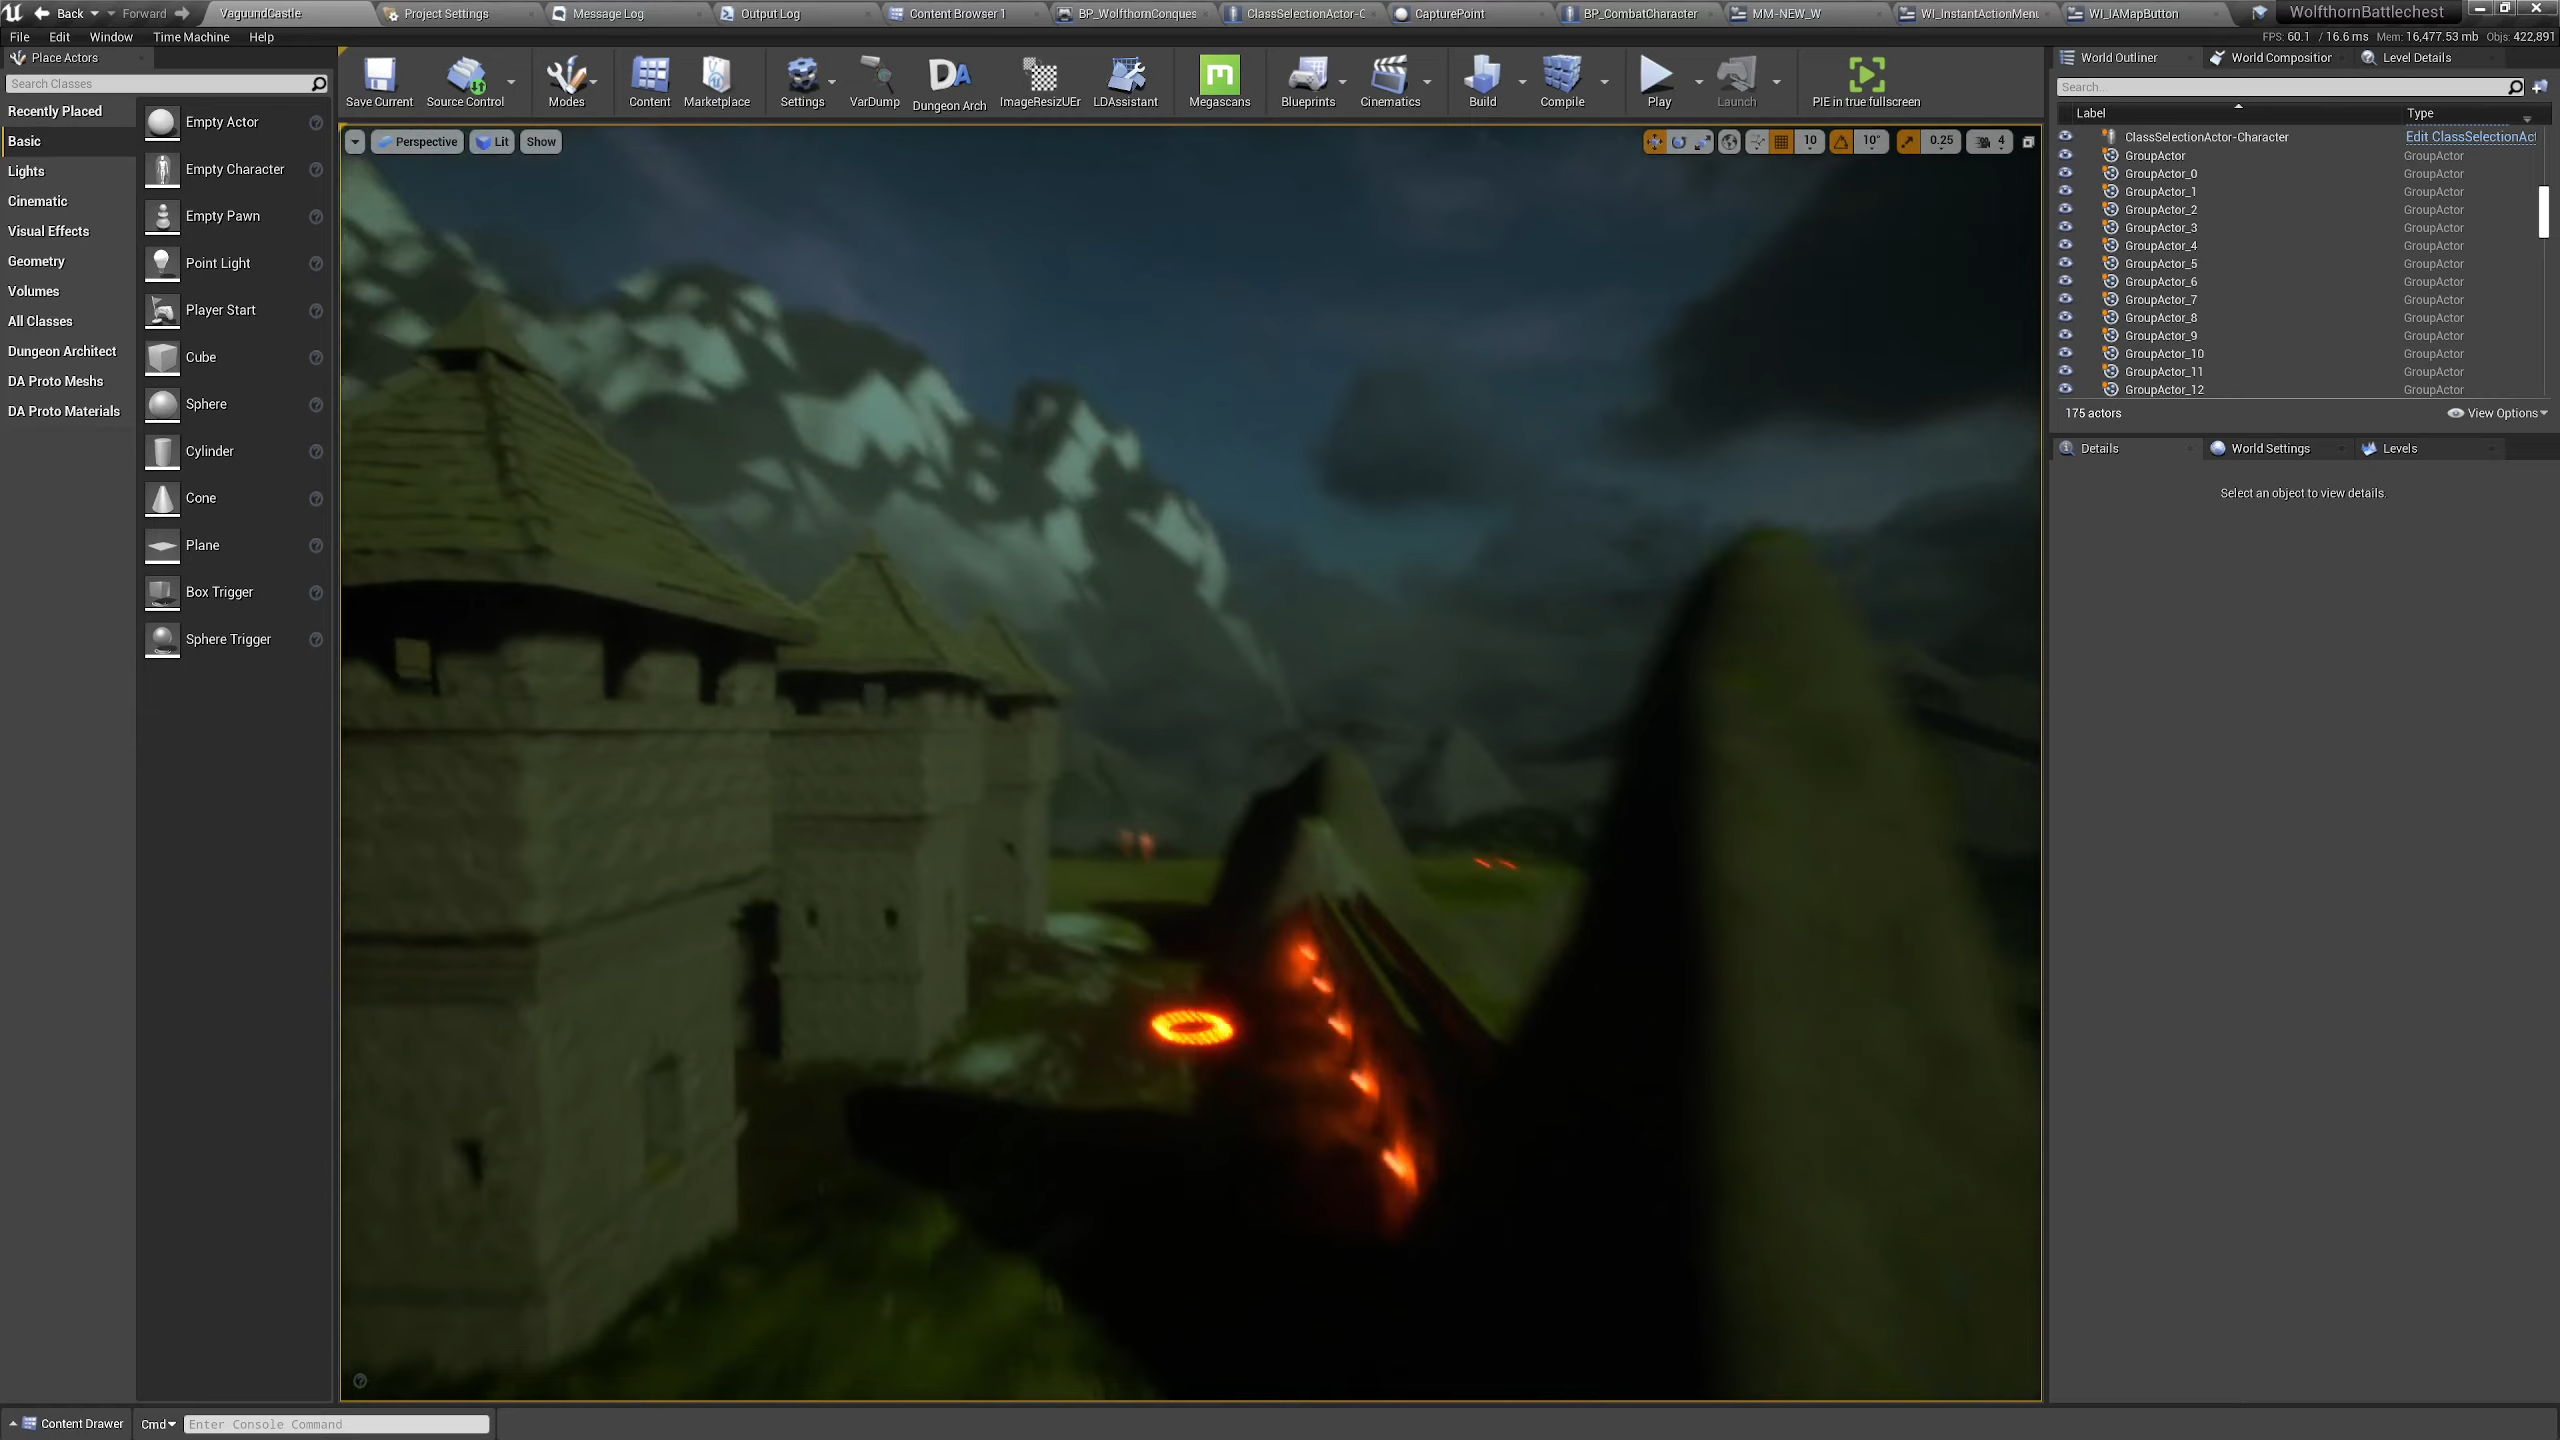 Back
Forward
VaguundCastle
Project Settings
Message Log
Output Log
Content Browser 1
BP_WolfthornConques
ClassSelectionActor-C
CapturePoint
BP_CombatCharacter
MM-NEW_W
WI_InstantActionMenu
WI_IAMapButton
WolfthornBattlechest
File Edit Window Time Machine Help
FPS: 60.1 / 16.6 ms Mem: 16,477.53 mb Objs: 422,891
Place Actors
Search Classes
Recently Placed
Basic
Lights
Cinematic
Visual Effects
Geometry
Volumes
All Classes
Dungeon Architect
DA Proto Meshs
DA Proto Materials
Empty Actor
Empty Character
Empty Pawn
Point Light
Player Start
Cube
Sphere
Cylinder
Cone
Plane
Box Trigger
Sphere Trigger
Save Current
Source Control
Modes
Content
Marketplace
Settings
VarDump
Dungeon Arch
ImageResizUEr
LDAssistant
Megascans
Blueprints
Cinematics
Build
Compile
Play
Launch
PIE in true fullscreen
Perspective
Lit
Show
10
10°
0.25
4
World Outliner
World Composition
Level Details
Search...
Label Type
ClassSelectionActor-Character Edit ClassSelectionAct
GroupActor GroupActor
GroupActor_0 GroupActor
GroupActor_1 GroupActor
GroupActor_2 GroupActor
GroupActor_3 GroupActor
GroupActor_4 GroupActor
GroupActor_5 GroupActor
GroupActor_6 GroupActor
GroupActor_7 GroupActor
GroupActor_8 GroupActor
GroupActor_9 GroupActor
GroupActor_10 GroupActor
GroupActor_11 GroupActor
GroupActor_12 GroupActor
175 actors
View Options
Details
World Settings
Levels
Select an object to view details.
Content Drawer
Cmd
Enter Console Command